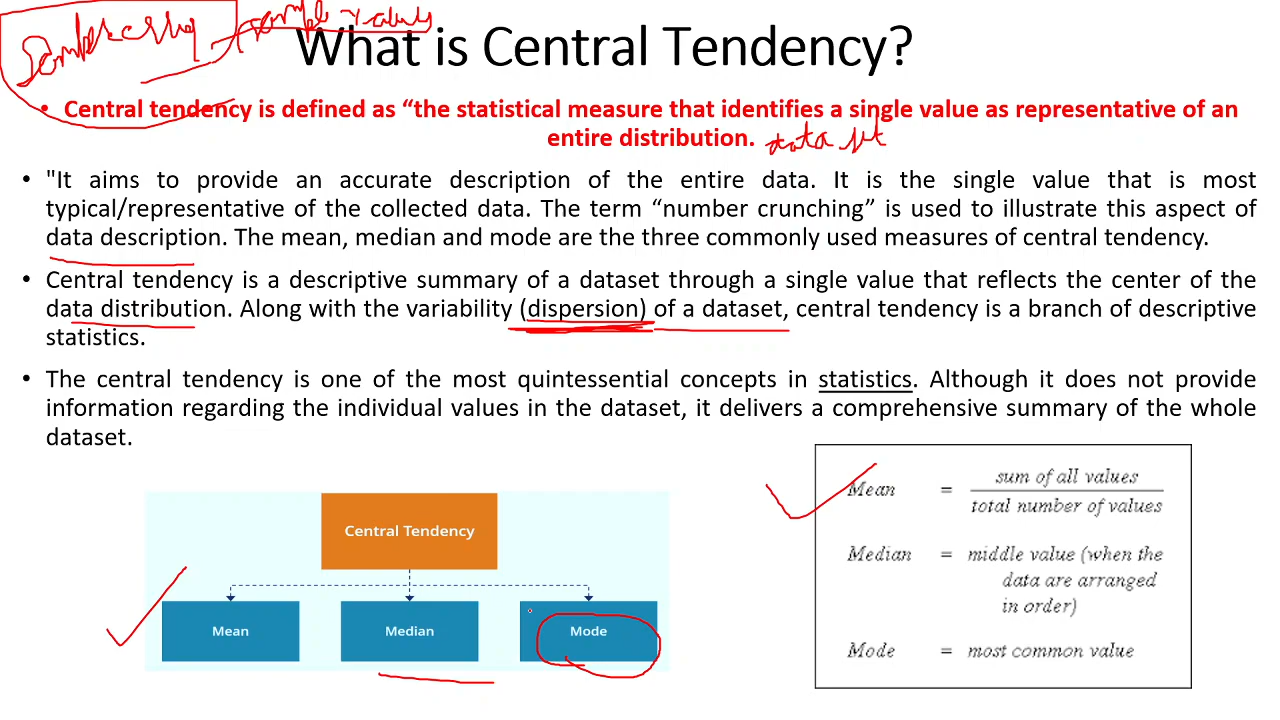 What is Central Tendency?
• Central tendency is defined as “the statistical measure that identifies a single value as representative of an
entire distribution. data set
• "It aims to provide an accurate description of the entire data. It is the single value that is most
typical/representative of the collected data. The term “number crunching” is used to illustrate this aspect of
data description. The mean, median and mode are the three commonly used measures of central tendency.
• Central tendency is a descriptive summary of a dataset through a single value that reflects the center of the
data distribution. Along with the variability (dispersion) of a dataset, central tendency is a branch of descriptive
statistics.
• The central tendency is one of the most quintessential concepts in statistics. Although it does not provide
information regarding the individual values in the dataset, it delivers a comprehensive summary of the whole
dataset.
Central Tendency
Mean Median Mode
Mean = sum of all values
total number of values
Median = middle value (when the
data are arranged
in order)
Mode = most common value